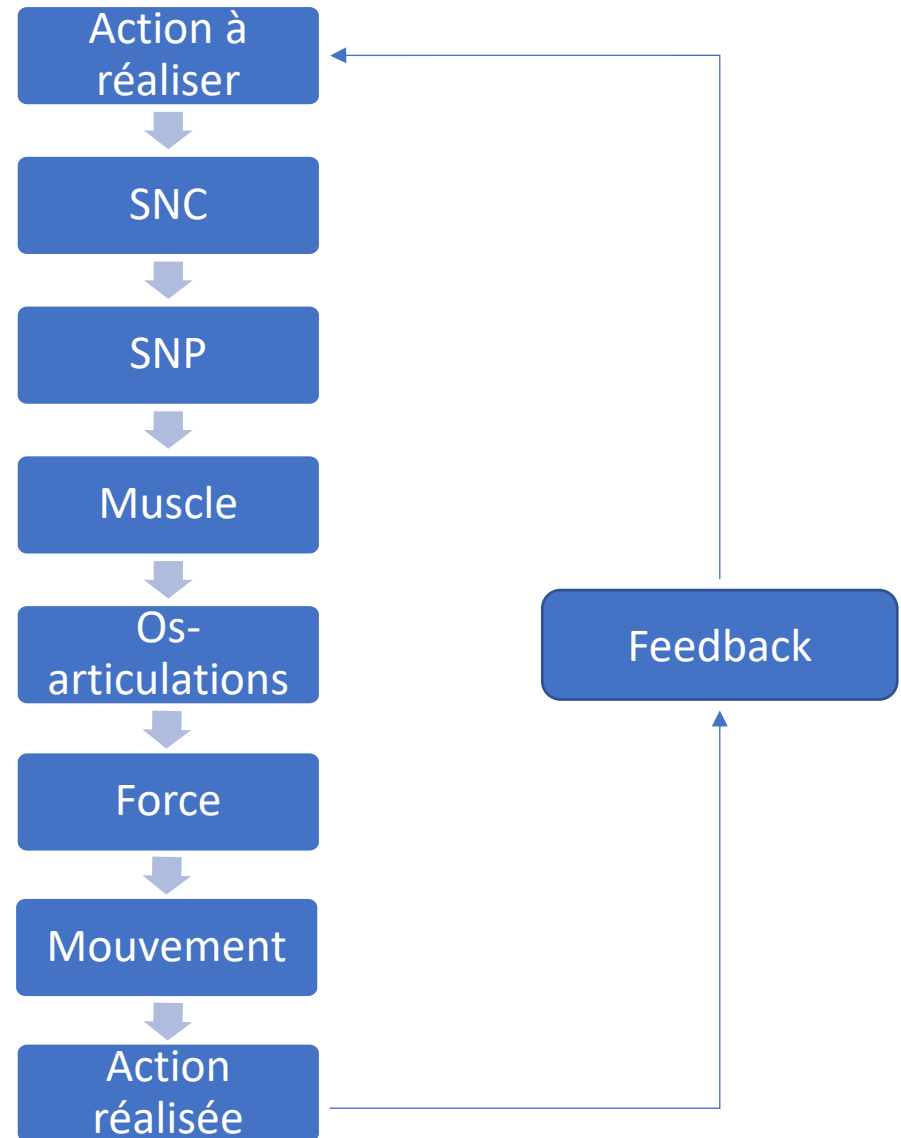 Action à
réaliser
SNC
SNP
Muscle
Os-
articulations
Force
Mouvement
Action
réalisée
Feedback